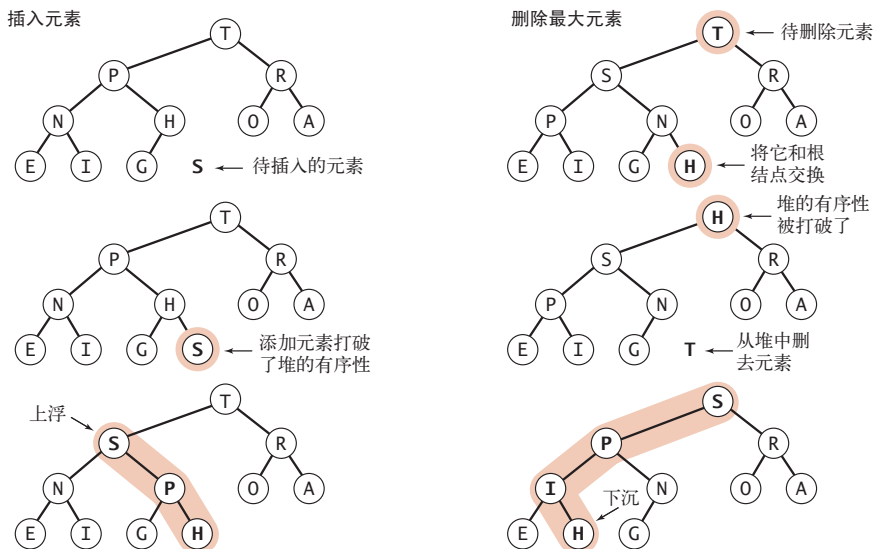 插入元素
T
P
R
N
H
O
A
E
I
G
S
待插入的元素
T
P
R
N
H
O
A
E
I
G
S
添加元素打破
了堆的有序性
上浮
T
S
R
N
P
O
A
E
I
G
H
删除最大元素
T
待删除元素
S
R
P
N
O
A
E
I
G
H
将它和根
结点交换
H
堆的有序性
被打破了
S
R
P
N
O
A
E
I
G
T
从堆中删
去元素
S
P
R
I
下沉
N
O
A
E
H
G